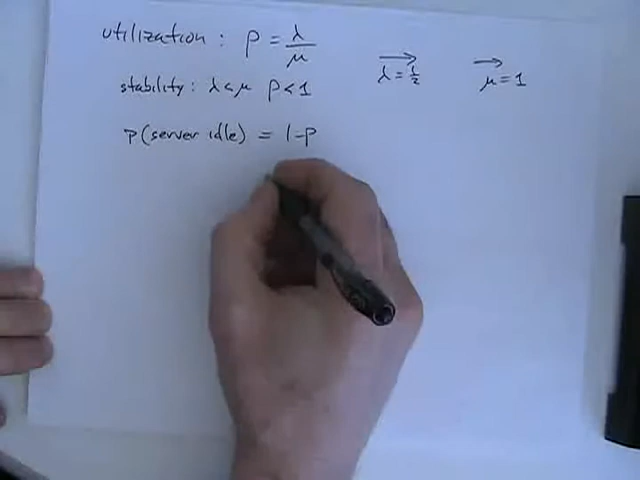 utilization : ρ = λ/μ
λ = 1/2
μ = 1
stability : λ < μ ρ < 1
P(server idle) = 1-ρ